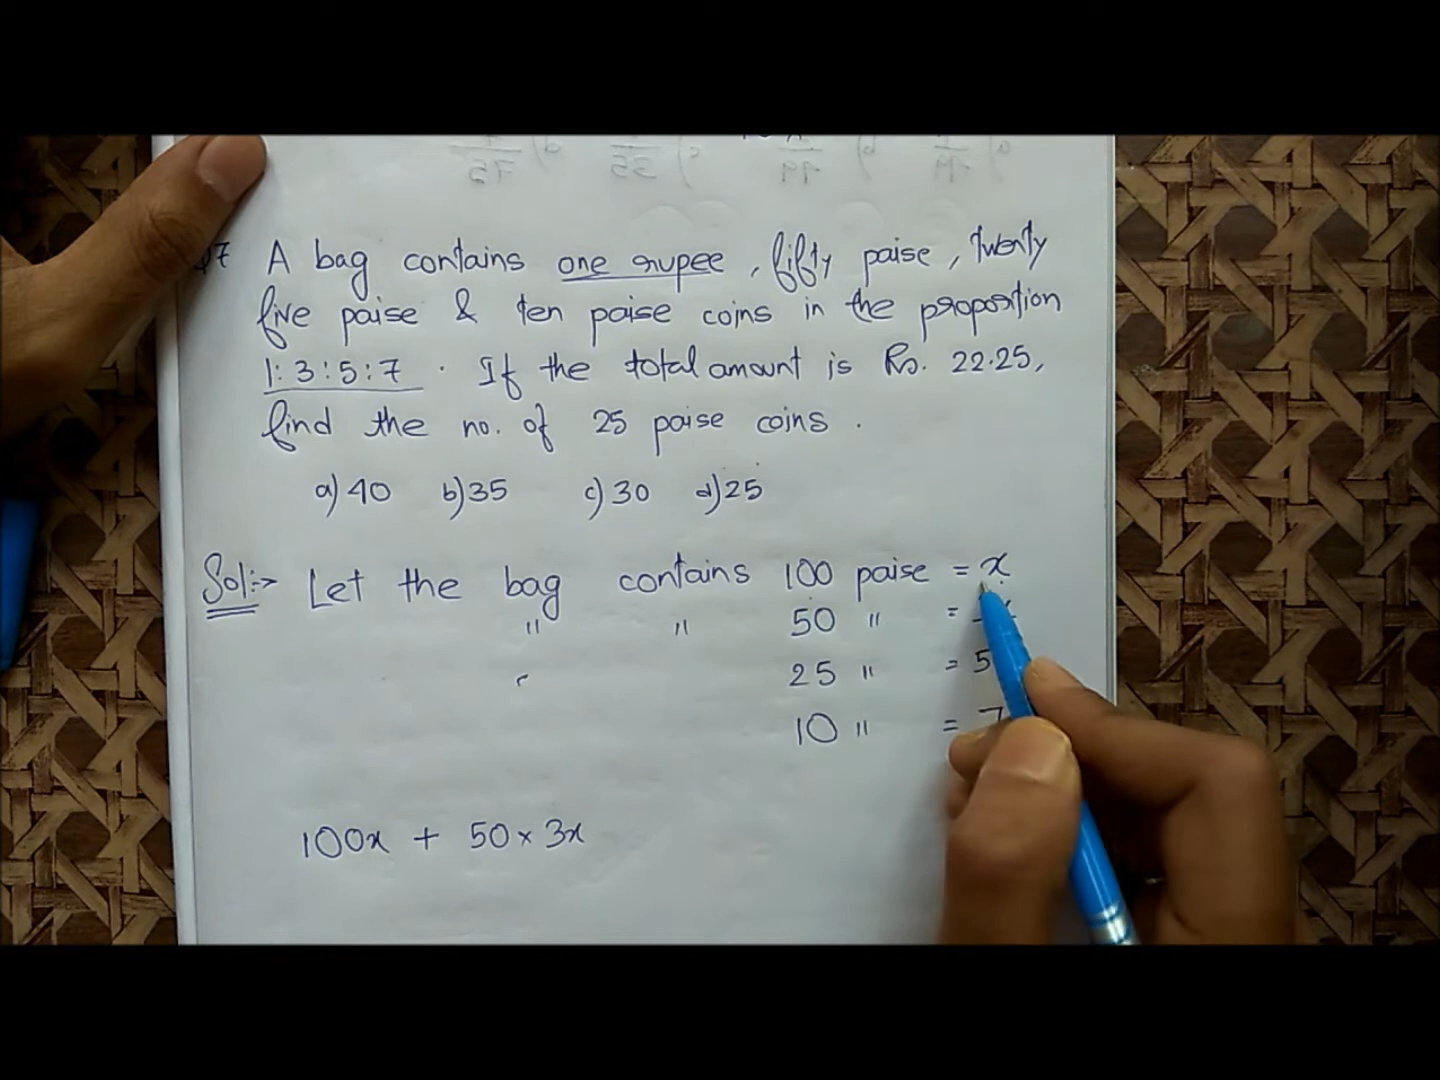 Q7 A bag contains one rupee, fifty paise, twenty
five paise & ten paise coins in the proportion
1:3:5:7. If the total amount is Rs. 22.25,
find the no. of 25 paise coins.
a) 40 b) 35 c) 30 d) 25
Sol:-> Let the bag contains 100 paise = x
" " 50 " =
" 25 " = 5
10 " = 7
100x + 50 × 3x